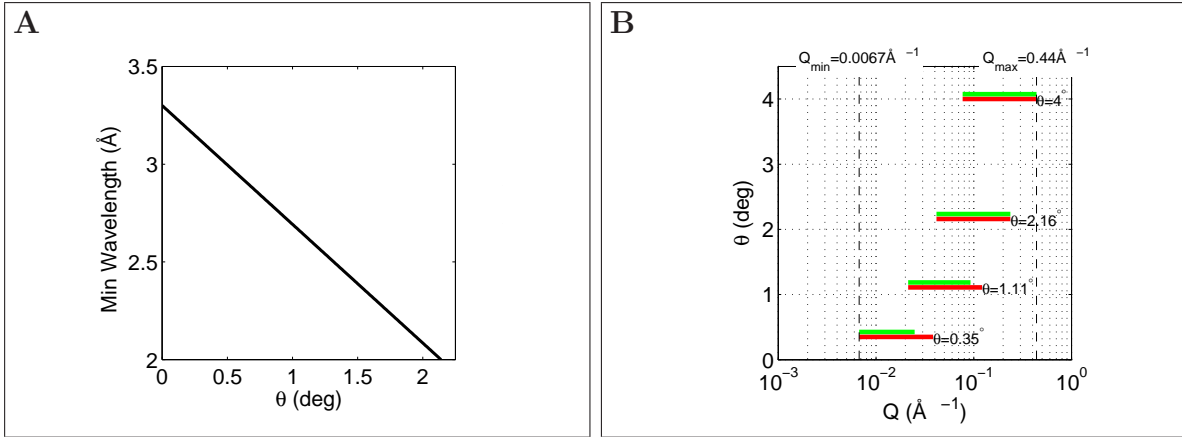 A
3.5
3
2.5
2
Min Wavelength (Å)
0 0.5 1 1.5 2
θ (deg)
B
Q_min=0.0067Å ⁻¹ Q_max=0.44Å ⁻¹
4
3
2
1
0
θ (deg)
θ=4°
θ=2.16°
θ=1.11°
θ=0.35°
10⁻³ 10⁻² 10⁻¹ 10⁰
Q (Å ⁻¹)